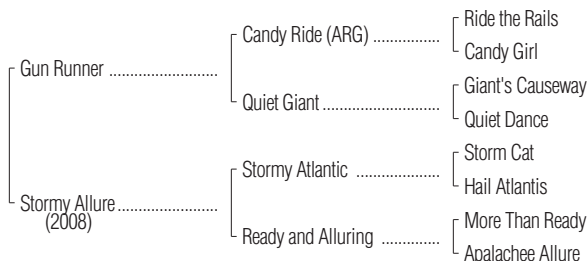 Ride the Rails
Candy Ride (ARG) ....................
Candy Girl
Gun Runner ................................
Giant's Causeway
Quiet Giant ..................................
Quiet Dance
Storm Cat
Stormy Atlantic ........................
Hail Atlantis
Stormy Allure ..............................
(2008)
More Than Ready
Ready and Alluring ...................
Apalachee Allure